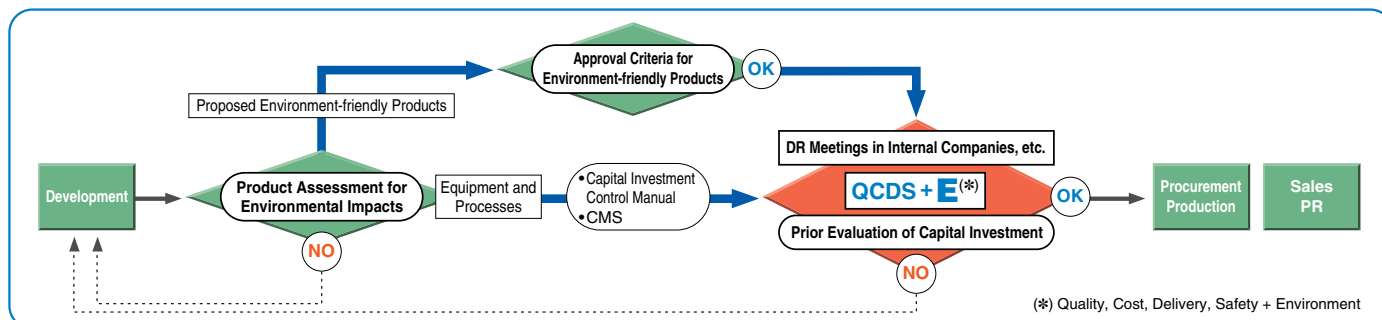 Approval Criteria for
Environment-friendly Products
OK
Proposed Environment-friendly Products
Development
Product Assessment for
Environmental Impacts
NO
Equipment and
Processes
•Capital Investment
Control Manual
•CMS
DR Meetings in Internal Companies, etc.
QCDS + E(*)
Prior Evaluation of Capital Investment
OK
NO
Procurement
Production
Sales
PR
(*) Quality, Cost, Delivery, Safety + Environment